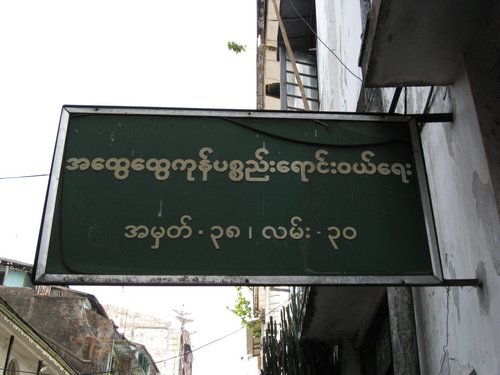 အထွေထွေကုန်ပစ္စည်းရောင်းဝယ်ရေး
အမှတ် - ၃၈ ၊ လမ်း - ၃၀